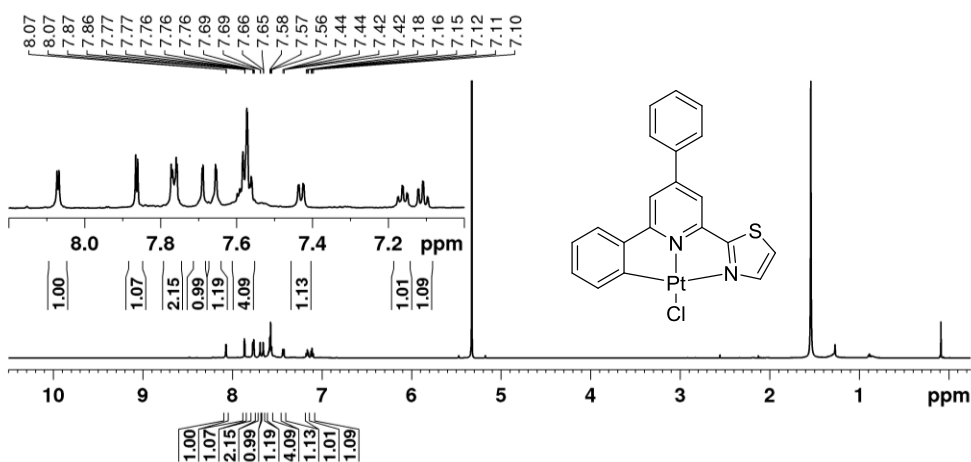 8.07 8.07 7.87 7.86 7.77 7.77 7.76 7.76 7.76 7.69 7.69 7.66 7.65 7.58 7.57 7.56 7.44 7.44 7.42 7.42 7.18 7.16 7.15 7.12 7.11 7.10
S
N
N
Pt
Cl
8.0 7.8 7.6 7.4 7.2 ppm
1.00 1.07 2.15 0.99 1.19 4.09 1.13 1.01 1.09
10 9 8 7 6 5 4 3 2 1 ppm
1.00 1.07 2.15 0.99 1.19 4.09 1.13 1.01 1.09